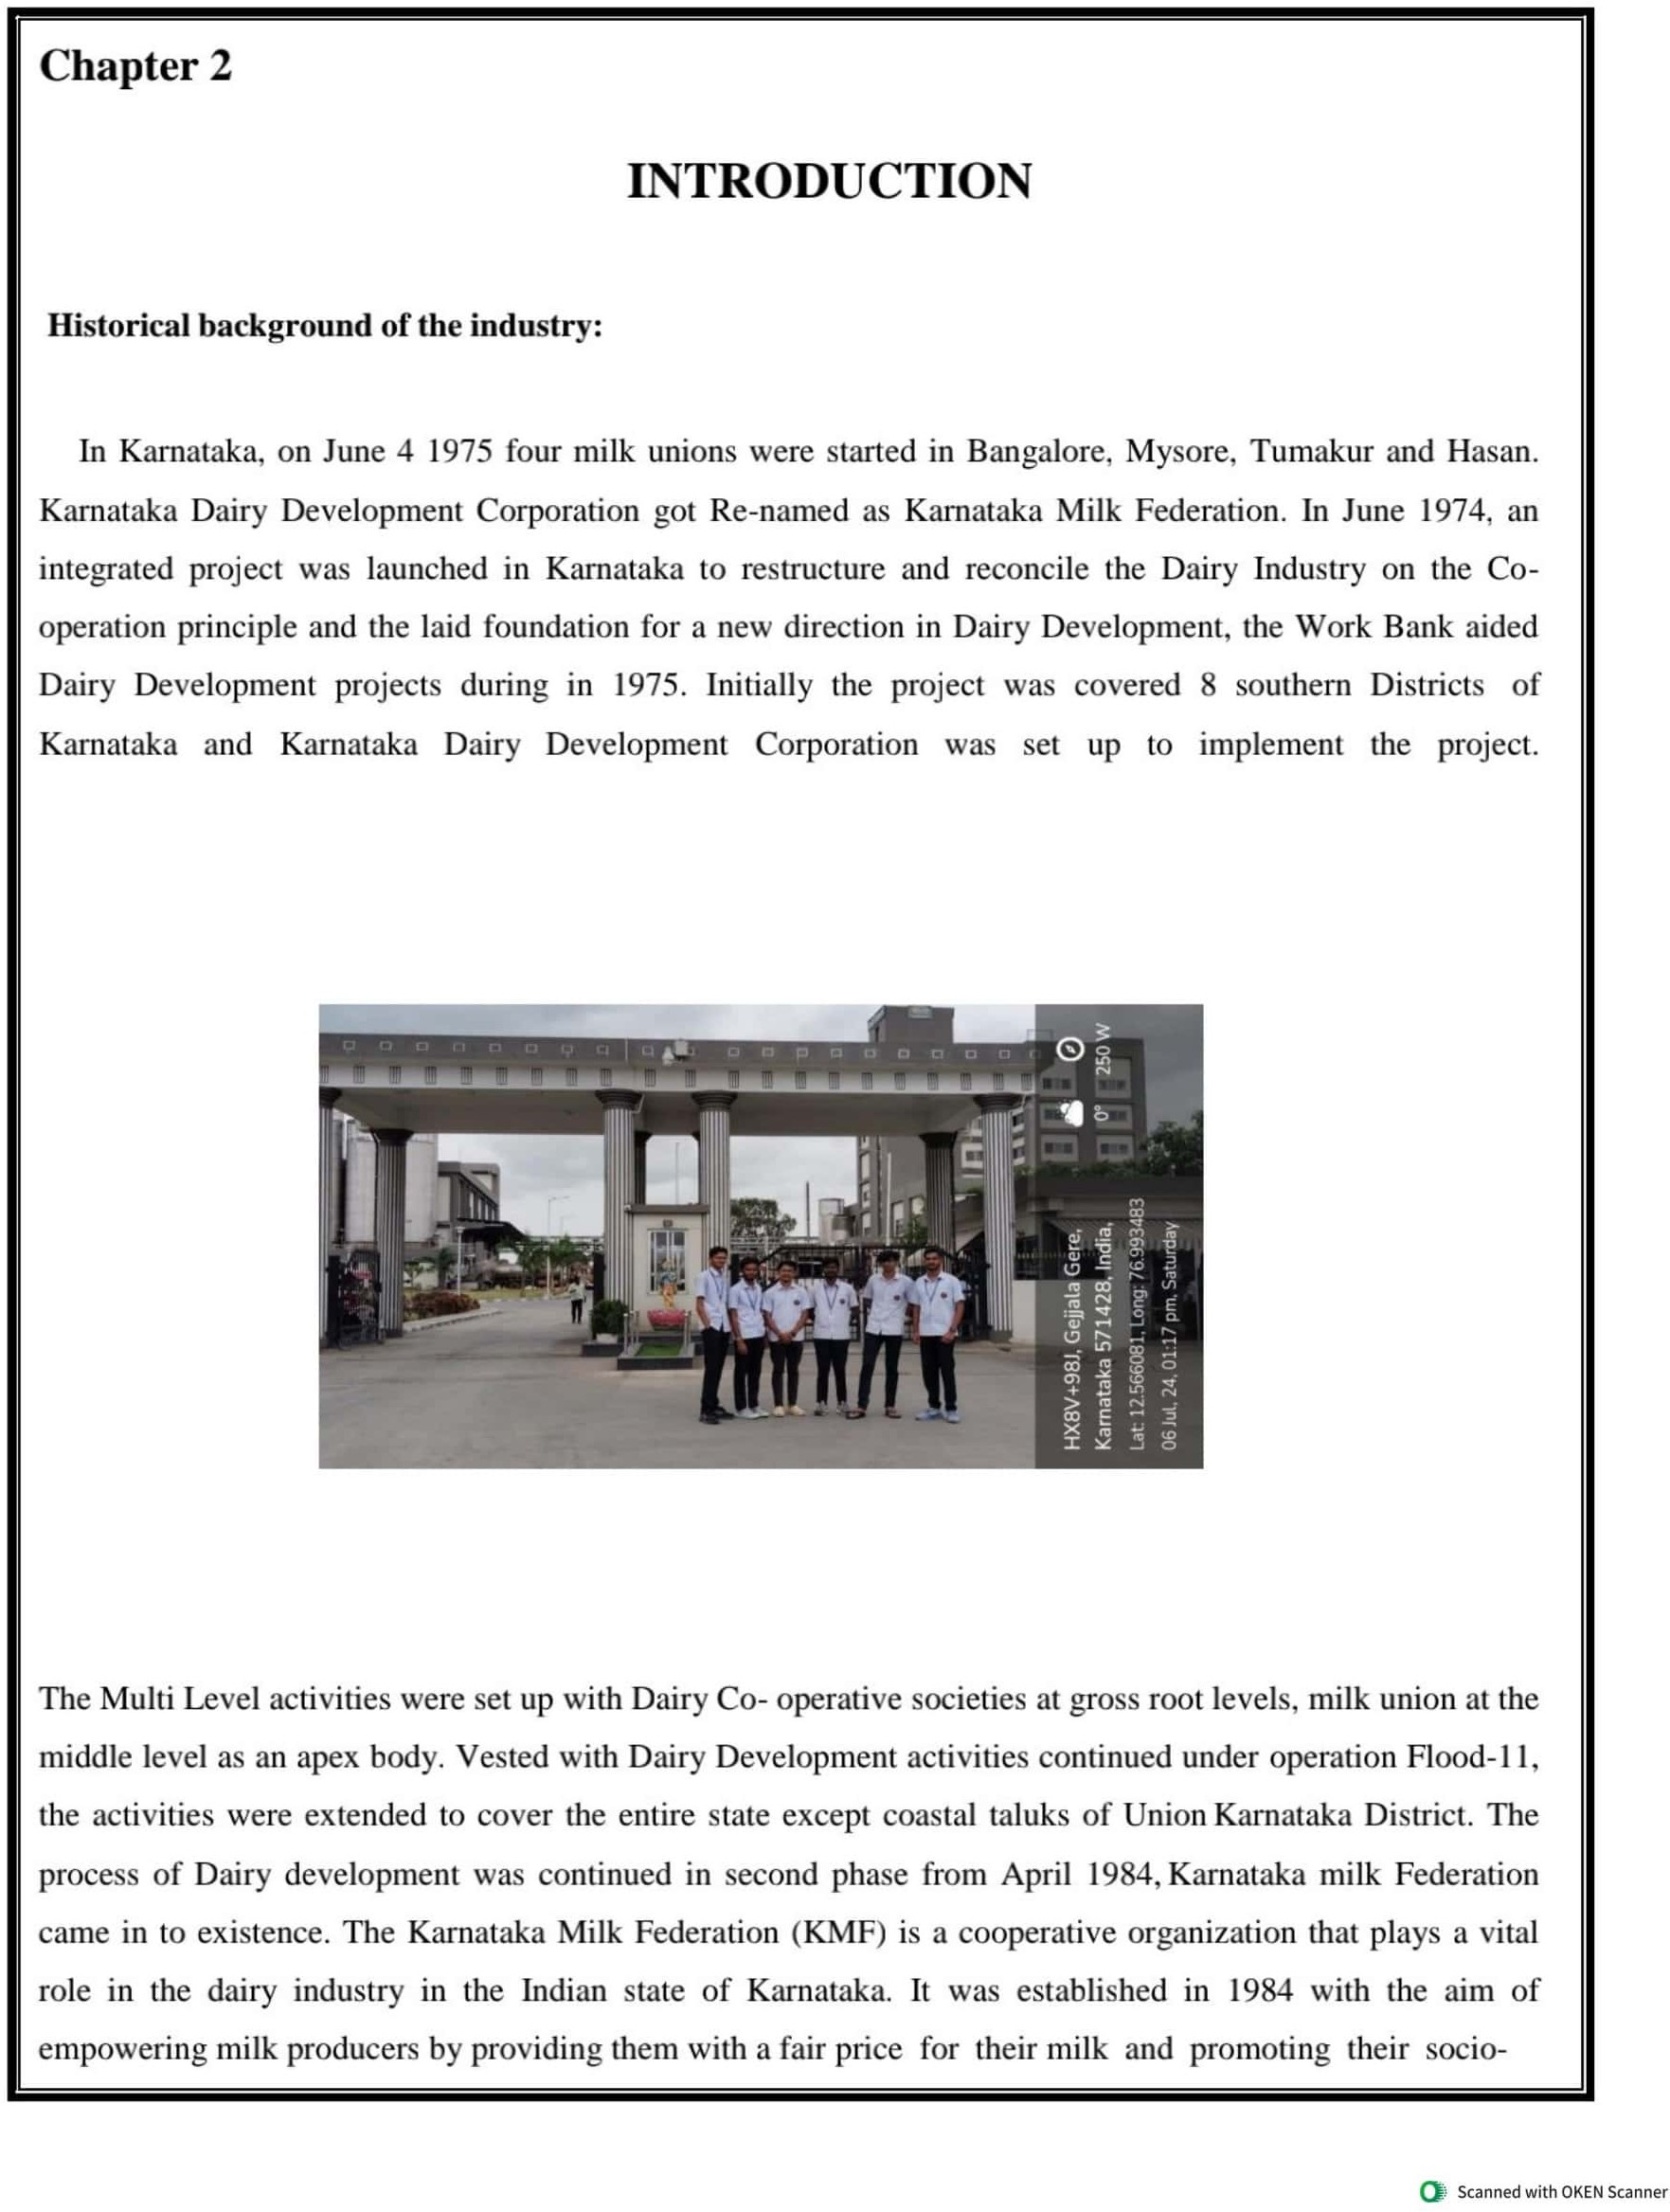 Chapter 2
INTRODUCTION
Historical background of the industry:
In Karnataka, on June 4 1975 four milk unions were started in Bangalore, Mysore, Tumakur and Hasan.
Karnataka Dairy Development Corporation got Re-named as Karnataka Milk Federation. In June 1974, an
integrated project was launched in Karnataka to restructure and reconcile the Dairy Industry on the Co-
operation principle and the laid foundation for a new direction in Dairy Development, the Work Bank aided
Dairy Development projects during in 1975. Initially the project was covered 8 southern Districts of
Karnataka and Karnataka Dairy Development Corporation was set up to implement the project.
HX8V+98J, Gejjala Gere,
Karnataka 571428, India,
Lat: 12.566081, Long: 76.993483
06 Jul, 24, 01:17 pm, Saturday
0° 250 W
The Multi Level activities were set up with Dairy Co- operative societies at gross root levels, milk union at the
middle level as an apex body. Vested with Dairy Development activities continued under operation Flood-11,
the activities were extended to cover the entire state except coastal taluks of Union Karnataka District. The
process of Dairy development was continued in second phase from April 1984, Karnataka milk Federation
came in to existence. The Karnataka Milk Federation (KMF) is a cooperative organization that plays a vital
role in the dairy industry in the Indian state of Karnataka. It was established in 1984 with the aim of
empowering milk producers by providing them with a fair price for their milk and promoting their socio-
Scanned with OKEN Scanner